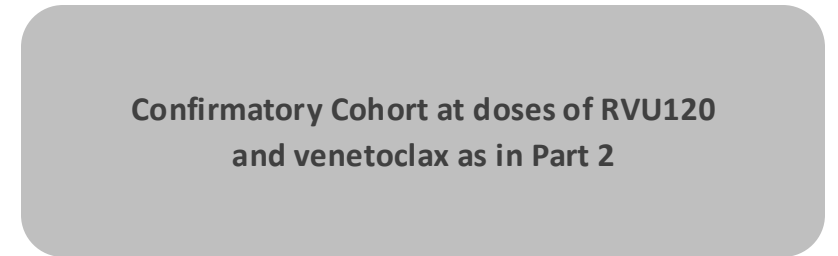 Confirmatory Cohort at doses of RVU120
and venetoclax as in Part 2